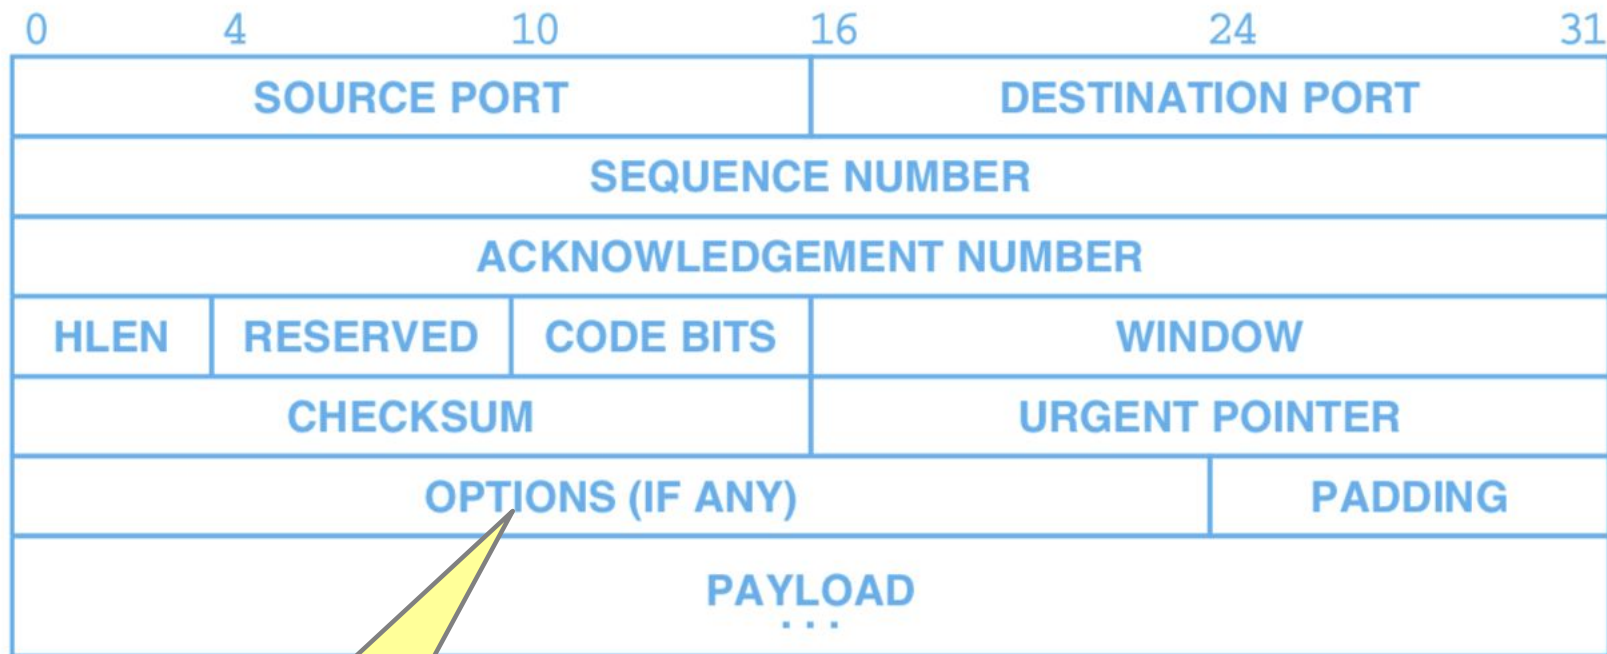 0 4 10 16 24 31
SOURCE PORT DESTINATION PORT
SEQUENCE NUMBER
ACKNOWLEDGEMENT NUMBER
HLEN RESERVED CODE BITS WINDOW
CHECKSUM URGENT POINTER
OPTIONS (IF ANY) PADDING
PAYLOAD
...